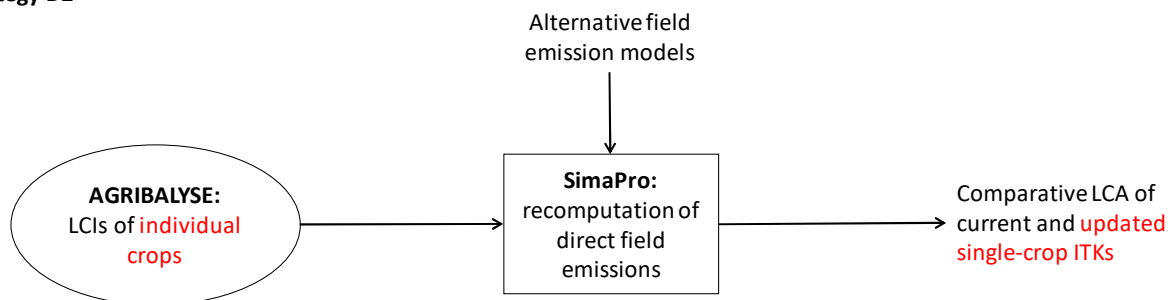 Alternative field
emission models
AGRIBALYSE:
LCIs of individual
crops
SimaPro:
recomputation of
direct field
emissions
Comparative LCA of
current and updated
single-crop ITKs